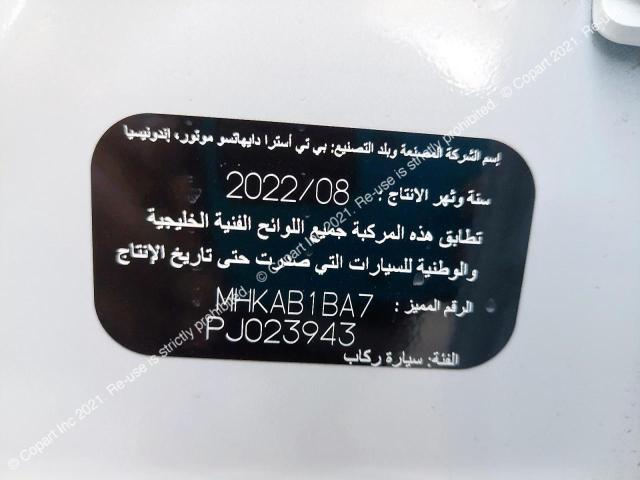 إسم الشركة المصنعة وبلد التصنيع: بي تي أسترا دايهاتسو موتور، إندونيسيا
سنة وشهر الانتاج : 2022/08
تطابق هذه المركبة جميع اللوائح الفنية الخليجية
والوطنية للسيارات التي صدرت حتى تاريخ الإنتاج
الرقم المميز : MHKAB1BA7
PJ023943
الفئة: سيارة ركاب
© Copart Inc 2021. Re-use is strictly prohibited.